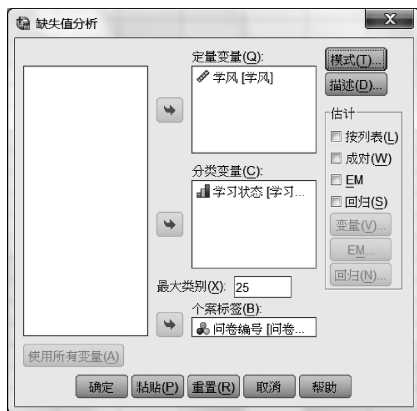 缺失值分析
定量变量(Q):
学风 [学风]
模式(T)...
描述(D)...
估计
按列表(L)
成对(W)
EM
回归(S)
变量(V)...
EM...
回归(N)...
分类变量(C):
学习状态 [学习...
最大类别(X): 25
个案标签(B):
问卷编号 [问卷...
使用所有变量(A)
确定 粘贴(P) 重置(R) 取消 帮助